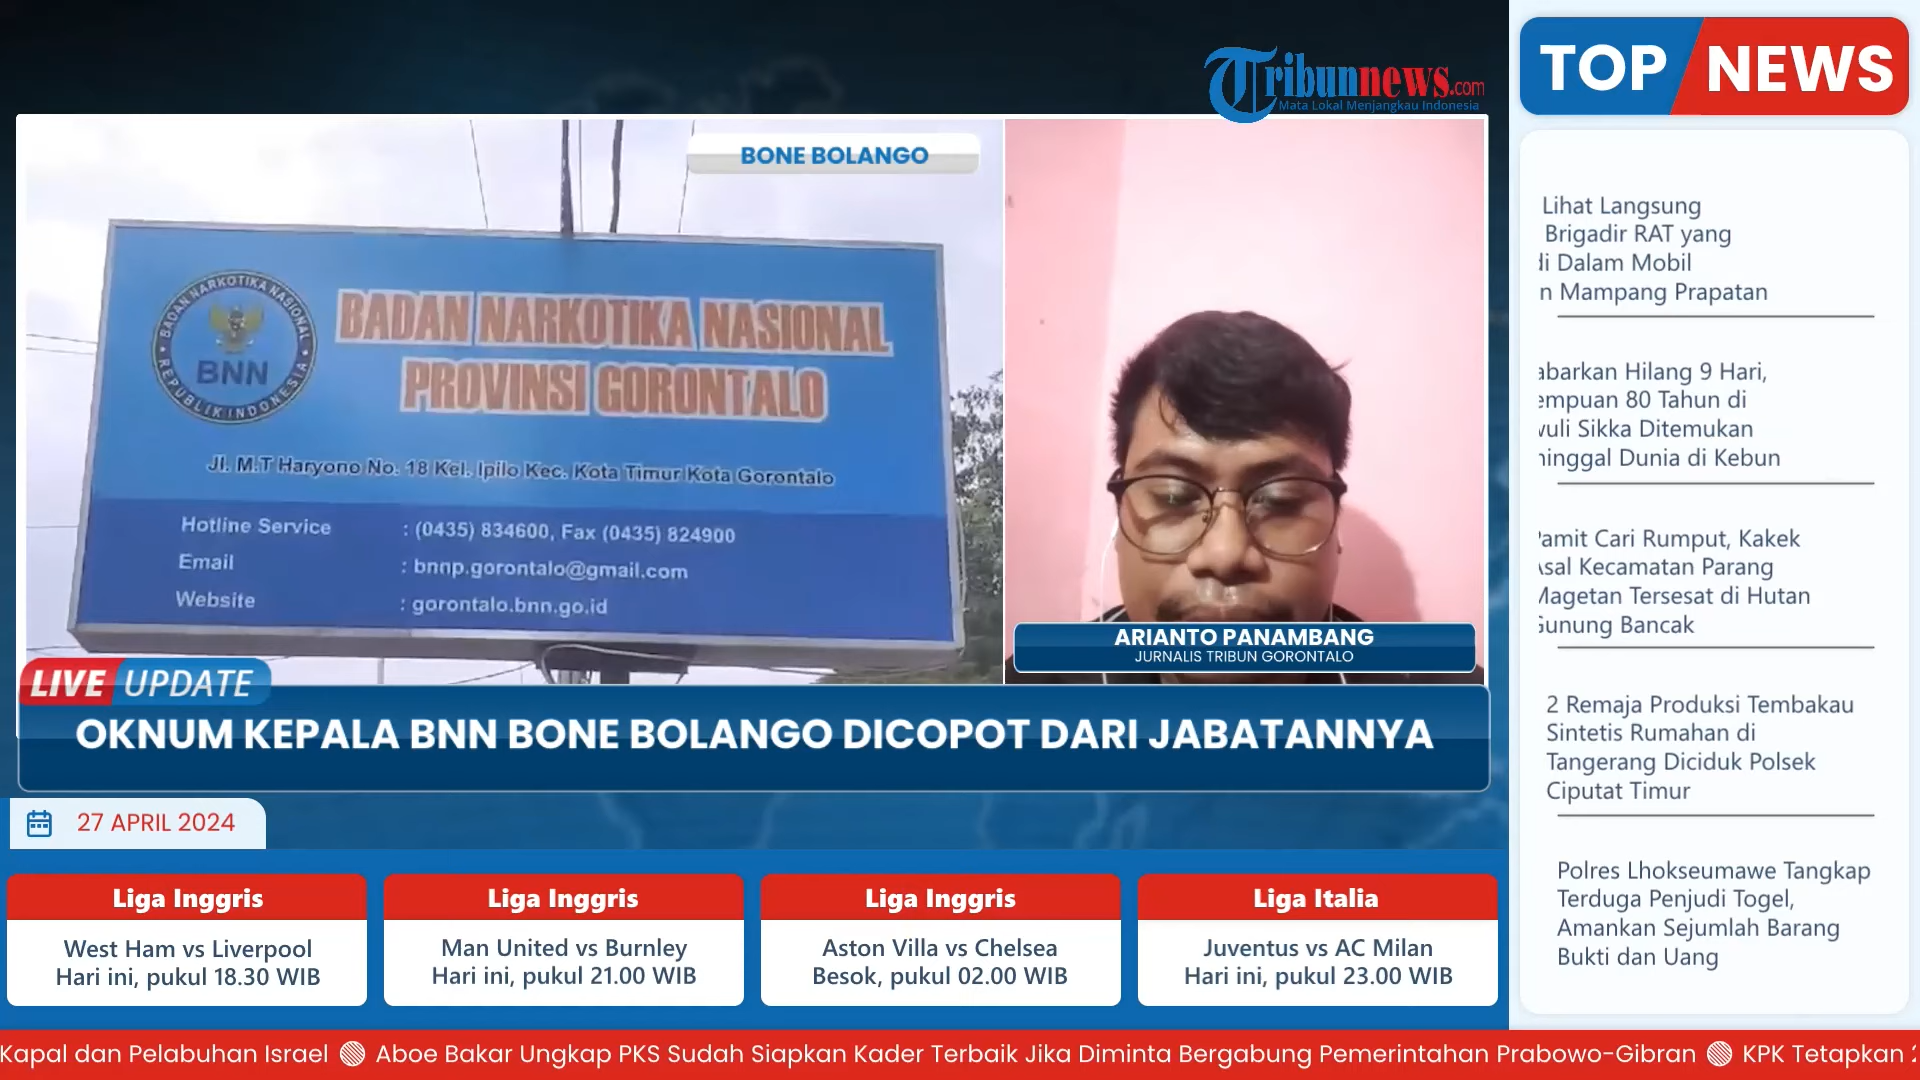 Tribunnews.com
Mata Lokal Menjangkau Indonesia
BONE BOLANGO
BADAN NARKOTIKA NASIONAL
REPUBLIK INDONESIA
BNN
BADAN NARKOTIKA NASIONAL
PROVINSI GORONTALO
Jl. M.T Haryono No. 18 Kel. Ipilo Kec. Kota Timur Kota Gorontalo
Hotline Service : (0435) 834600, Fax (0435) 824900
Email : bnnp.gorontalo@gmail.com
Website : gorontalo.bnn.go.id
ARIANTO PANAMBANG
JURNALIS TRIBUN GORONTALO
LIVE UPDATE
OKNUM KEPALA BNN BONE BOLANGO DICOPOT DARI JABATANNYA
27 APRIL 2024
Liga Inggris
West Ham vs Liverpool
Hari ini, pukul 18.30 WIB
Liga Inggris
Man United vs Burnley
Hari ini, pukul 21.00 WIB
Liga Inggris
Aston Villa vs Chelsea
Besok, pukul 02.00 WIB
Liga Italia
Juventus vs AC Milan
Hari ini, pukul 23.00 WIB
TOP NEWS
Lihat Langsung
Brigadir RAT yang
di Dalam Mobil
n Mampang Prapatan
abarkan Hilang 9 Hari,
empuan 80 Tahun di
wuli Sikka Ditemukan
ninggal Dunia di Kebun
Pamit Cari Rumput, Kakek
Asal Kecamatan Parang
Magetan Tersesat di Hutan
Gunung Bancak
2 Remaja Produksi Tembakau
Sintetis Rumahan di
Tangerang Diciduk Polsek
Ciputat Timur
Polres Lhokseumawe Tangkap
Terduga Penjudi Togel,
Amankan Sejumlah Barang
Bukti dan Uang
Kapal dan Pelabuhan Israel Aboe Bakar Ungkap PKS Sudah Siapkan Kader Terbaik Jika Diminta Bergabung Pemerintahan Prabowo-Gibran KPK Tetapkan